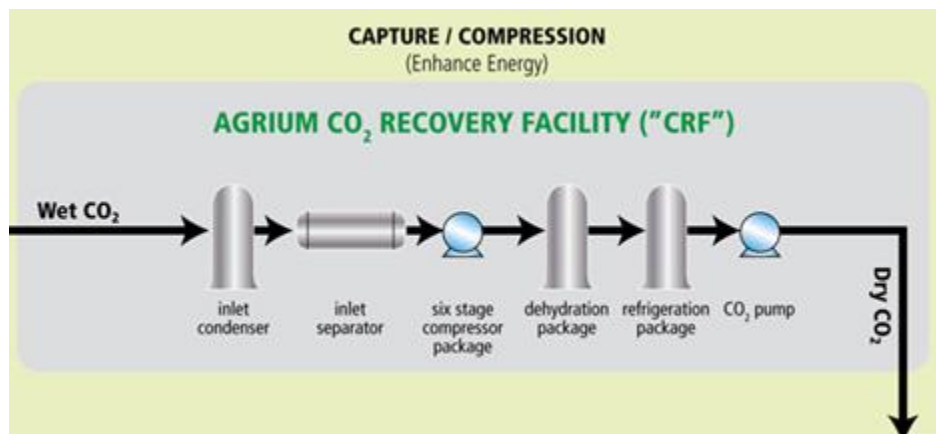 CAPTURE / COMPRESSION
(Enhance Energy)
AGRIUM CO₂ RECOVERY FACILITY ("CRF")
Wet CO₂
inlet
condenser
inlet
separator
six stage
compressor
package
dehydration
package
refrigeration
package
CO₂ pump
Dry CO₂